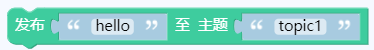 发布 “ hello ” 至 主题 “ topic1 ”